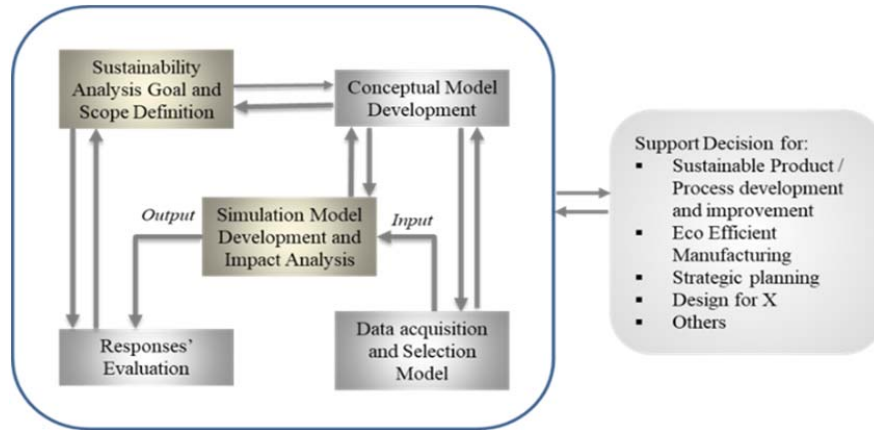 Sustainability
Analysis Goal and
Scope Definition
Conceptual Model
Development
Output
Simulation Model
Development and
Impact Analysis
Input
Responses’
Evaluation
Data acquisition
and Selection
Model
Support Decision for:
▪ Sustainable Product /
Process development
and improvement
▪ Eco Efficient
Manufacturing
▪ Strategic planning
▪ Design for X
▪ Others